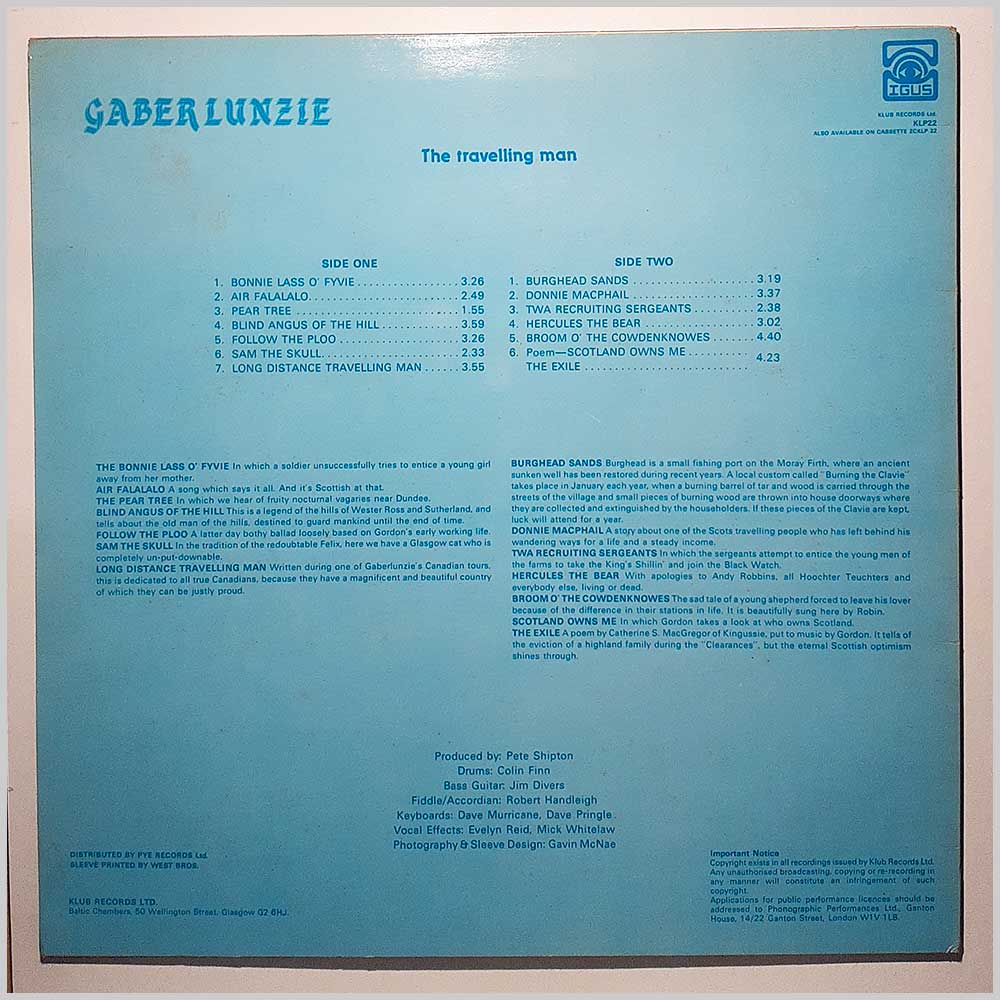 GABERLUNZIE
IGUS
KLUB RECORDS Ltd.
KLP22
ALSO AVAILABLE ON CASSETTE ZCKLP 22
The travelling man
SIDE ONE
1. BONNIE LASS O' FYVIE ................. 3.26
2. AIR FALALALO......................... 2.49
3. PEAR TREE ........................... 1.55
4. BLIND ANGUS OF THE HILL ............. 3.59
5. FOLLOW THE PLOO ..................... 3.26
6. SAM THE SKULL........................ 2.33
7. LONG DISTANCE TRAVELLING MAN ...... 3.55
SIDE TWO
1. BURGHEAD SANDS ..................... 3.19
2. DONNIE MACPHAIL .................... 3.37
3. TWA RECRUITING SERGEANTS .......... 2.38
4. HERCULES THE BEAR .................. 3.02
5. BROOM O' THE COWDENKNOWES ....... 4.40
6. Poem—SCOTLAND OWNS ME ..........
THE EXILE ........................... 4.23
THE BONNIE LASS O' FYVIE In which a soldier unsuccessfully tries to entice a young girl
away from her mother.
AIR FALALALO A song which says it all. And it's Scottish at that.
THE PEAR TREE In which we hear of fruity nocturnal vagaries near Dundee.
BLIND ANGUS OF THE HILL This is a legend of the hills of Wester Ross and Sutherland, and
tells about the old man of the hills, destined to guard mankind until the end of time.
FOLLOW THE PLOO A latter day bothy ballad loosely based on Gordon's early working life.
SAM THE SKULL In the tradition of the redoubtable Felix, here we have a Glasgow cat who is
completely un-put-downable.
LONG DISTANCE TRAVELLING MAN Written during one of Gaberlunzie's Canadian tours,
this is dedicated to all true Canadians, because they have a magnificent and beautiful country
of which they can be justly proud.
BURGHEAD SANDS Burghead is a small fishing port on the Moray Firth, where an ancient
sunken well has been restored during recent years. A local custom called "Burning the Clavie"
takes place in January each year, when a burning barrel of tar and wood is carried through the
streets of the village and small pieces of burning wood are thrown into house doorways where
they are collected and extinguished by the householders. If these pieces of the Clavie are kept,
luck will attend for a year.
DONNIE MACPHAIL A story about one of the Scots travelling people who has left behind his
wandering ways for a life and a steady income.
TWA RECRUITING SERGEANTS In which the sergeants attempt to entice the young men of
the farms to take the King's Shillin' and join the Black Watch.
HERCULES THE BEAR With apologies to Andy Robbins, all Hoochter Teuchters and
everybody else, living or dead.
BROOM O' THE COWDENKNOWES The sad tale of a young shepherd forced to leave his lover
because of the difference in their stations in life. It is beautifully sung here by Robin.
SCOTLAND OWNS ME In which Gordon takes a look at who owns Scotland.
THE EXILE A poem by Catherine S. MacGregor of Kingussie, put to music by Gordon. It tells of
the eviction of a highland family during the "Clearances", but the eternal Scottish optimism
shines through.
Produced by: Pete Shipton
Drums: Colin Finn
Bass Guitar: Jim Divers
Fiddle/Accordian: Robert Handleigh
Keyboards: Dave Murricane, Dave Pringle
Vocal Effects: Evelyn Reid, Mick Whitelaw
Photography & Sleeve Design: Gavin McNae
DISTRIBUTED BY PYE RECORDS Ltd.
SLEEVE PRINTED BY WEST BROS.
KLUB RECORDS LTD.
Baltic Chambers, 50 Wellington Street, Glasgow G2 6HJ.
Important Notice
Copyright exists in all recordings issued by Klub Records Ltd.
Any unauthorised broadcasting, copying or re-recording in
any manner will constitute an infringement of such
copyright.
Applications for public performance licences should be
addressed to Phonographic Performances Ltd., Ganton
House, 14/22 Ganton Street, London W1V 1LB.